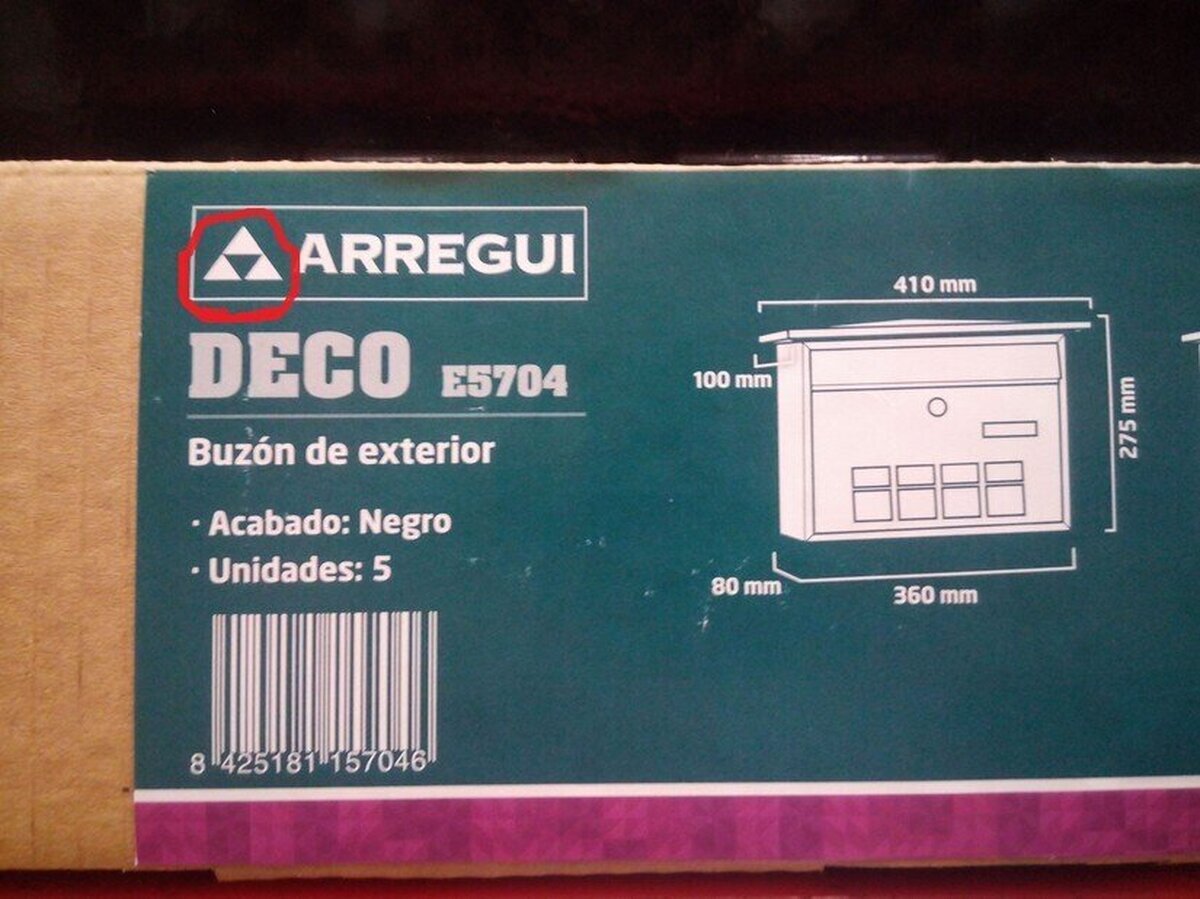 ARREGUI
DECO E5704
Buzón de exterior
· Acabado: Negro
· Unidades: 5
8 425181 157046
410 mm
100 mm
275 mm
80 mm
360 mm